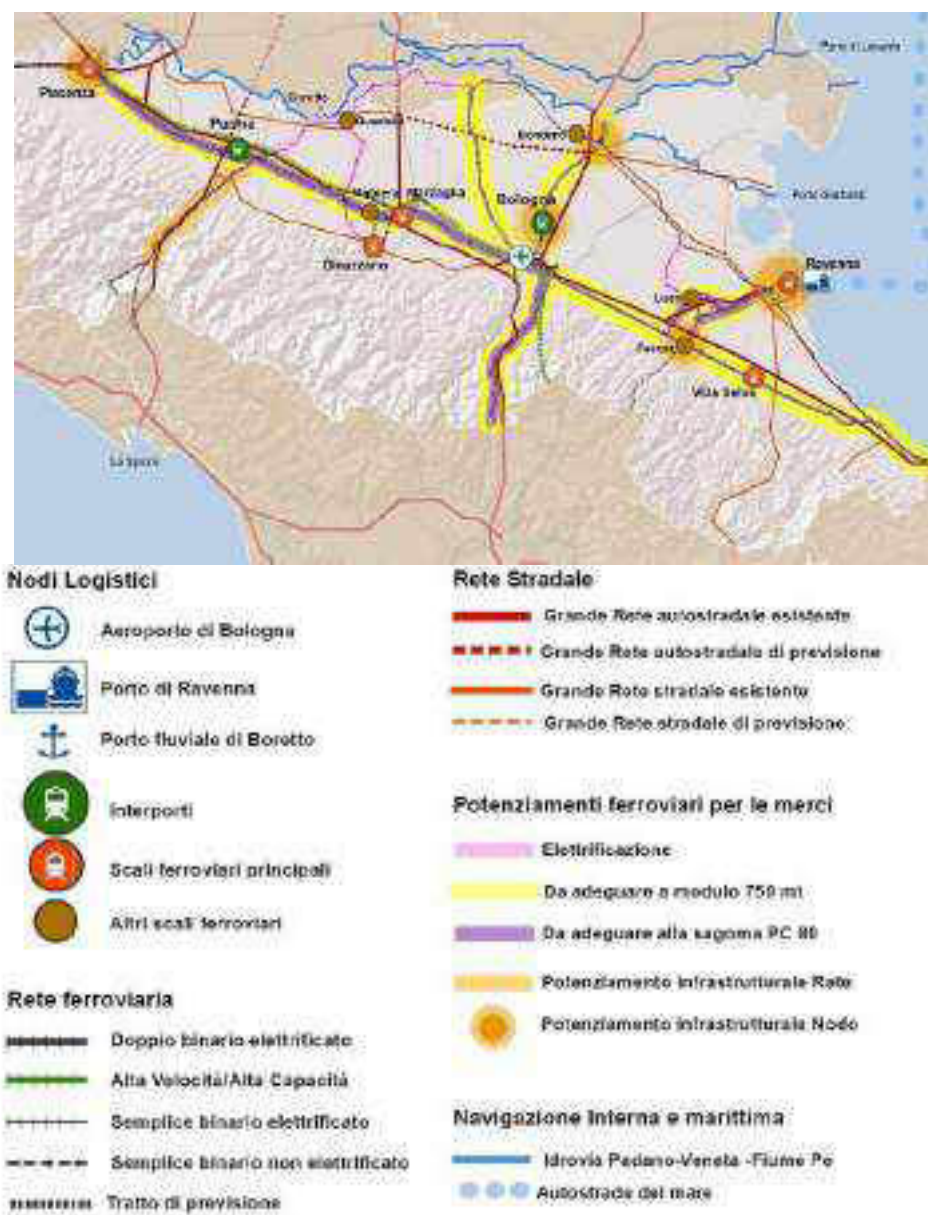 Piacenza
Parma
Marzaglia
Dinazzano
Bologna
Ravenna
Villa Selva
La Spezia
Nodi Logistici
Aeroporto di Bologna
Porto di Ravenna
Porto fluviale di Boretto
Interporti
Scali ferroviari principali
Altri scali ferroviari
Rete ferroviaria
Doppio binario elettrificato
Alta Velocità/Alta Capacità
Semplice binario elettrificato
Semplice binario non elettrificato
Tratto di previsione
Rete Stradale
Grande Rete autostradale esistente
Grande Rete autostradale di previsione
Grande Rete stradale esistente
Grande Rete stradale di previsione
Potenziamenti ferroviari per le merci
Elettrificazione
Da adeguare a modulo 750 mt
Da adeguare alla sagoma PC 80
Potenziamento infrastrutturale Rete
Potenziamento infrastrutturale Nodo
Navigazione Interna e marittima
Idrovia Padano-Veneta -Fiume Po
Autostrade del mare